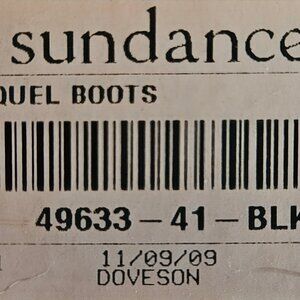 sundance
QUEL BOOTS
49633-41-BLK
11/09/09
DOVESON